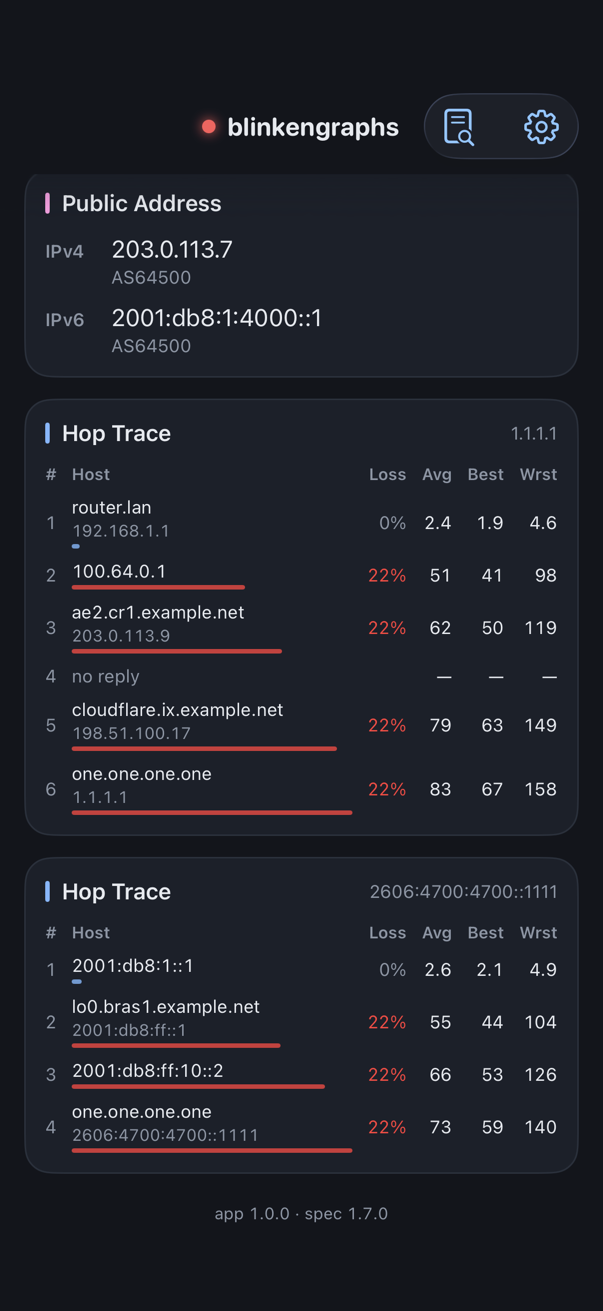 blinkengraphs
Public Address
IPv4 203.0.113.7
AS64500
IPv6 2001:db8:1:4000::1
AS64500
Hop Trace 1.1.1.1
# Host Loss Avg Best Wrst
router.lan
1 192.168.1.1 0% 2.4 1.9 4.6
2 100.64.0.1 22% 51 41 98
ae2.cr1.example.net
3 203.0.113.9 22% 62 50 119
4 no reply — — —
cloudflare.ix.example.net
5 198.51.100.17 22% 79 63 149
one.one.one.one
6 1.1.1.1 22% 83 67 158
Hop Trace 2606:4700:4700::1111
# Host Loss Avg Best Wrst
1 2001:db8:1::1 0% 2.6 2.1 4.9
lo0.bras1.example.net
2 2001:db8:ff::1 22% 55 44 104
3 2001:db8:ff:10::2 22% 66 53 126
one.one.one.one
4 2606:4700:4700::1111 22% 73 59 140
app 1.0.0 · spec 1.7.0